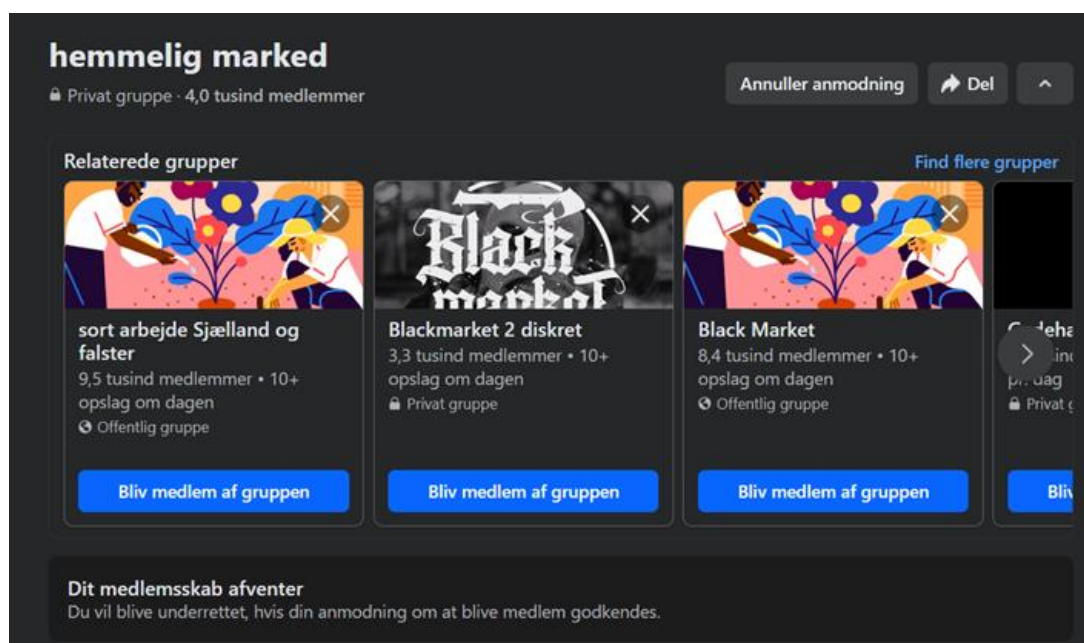 hemmelig marked
Privat gruppe · 4,0 tusind medlemmer
Annuller anmodning
Del
Relaterede grupper
Find flere grupper
Black
market
sort arbejde Sjælland og
falster
9,5 tusind medlemmer • 10+
opslag om dagen
Offentlig gruppe
Bliv medlem af gruppen
Blackmarket 2 diskret
3,3 tusind medlemmer • 10+
opslag om dagen
Privat gruppe
Bliv medlem af gruppen
Black Market
8,4 tusind medlemmer • 10+
opslag om dagen
Offentlig gruppe
Bliv medlem af gruppen
dag
Privat
Dit medlemsskab afventer
Du vil blive underrettet, hvis din anmodning om at blive medlem godkendes.